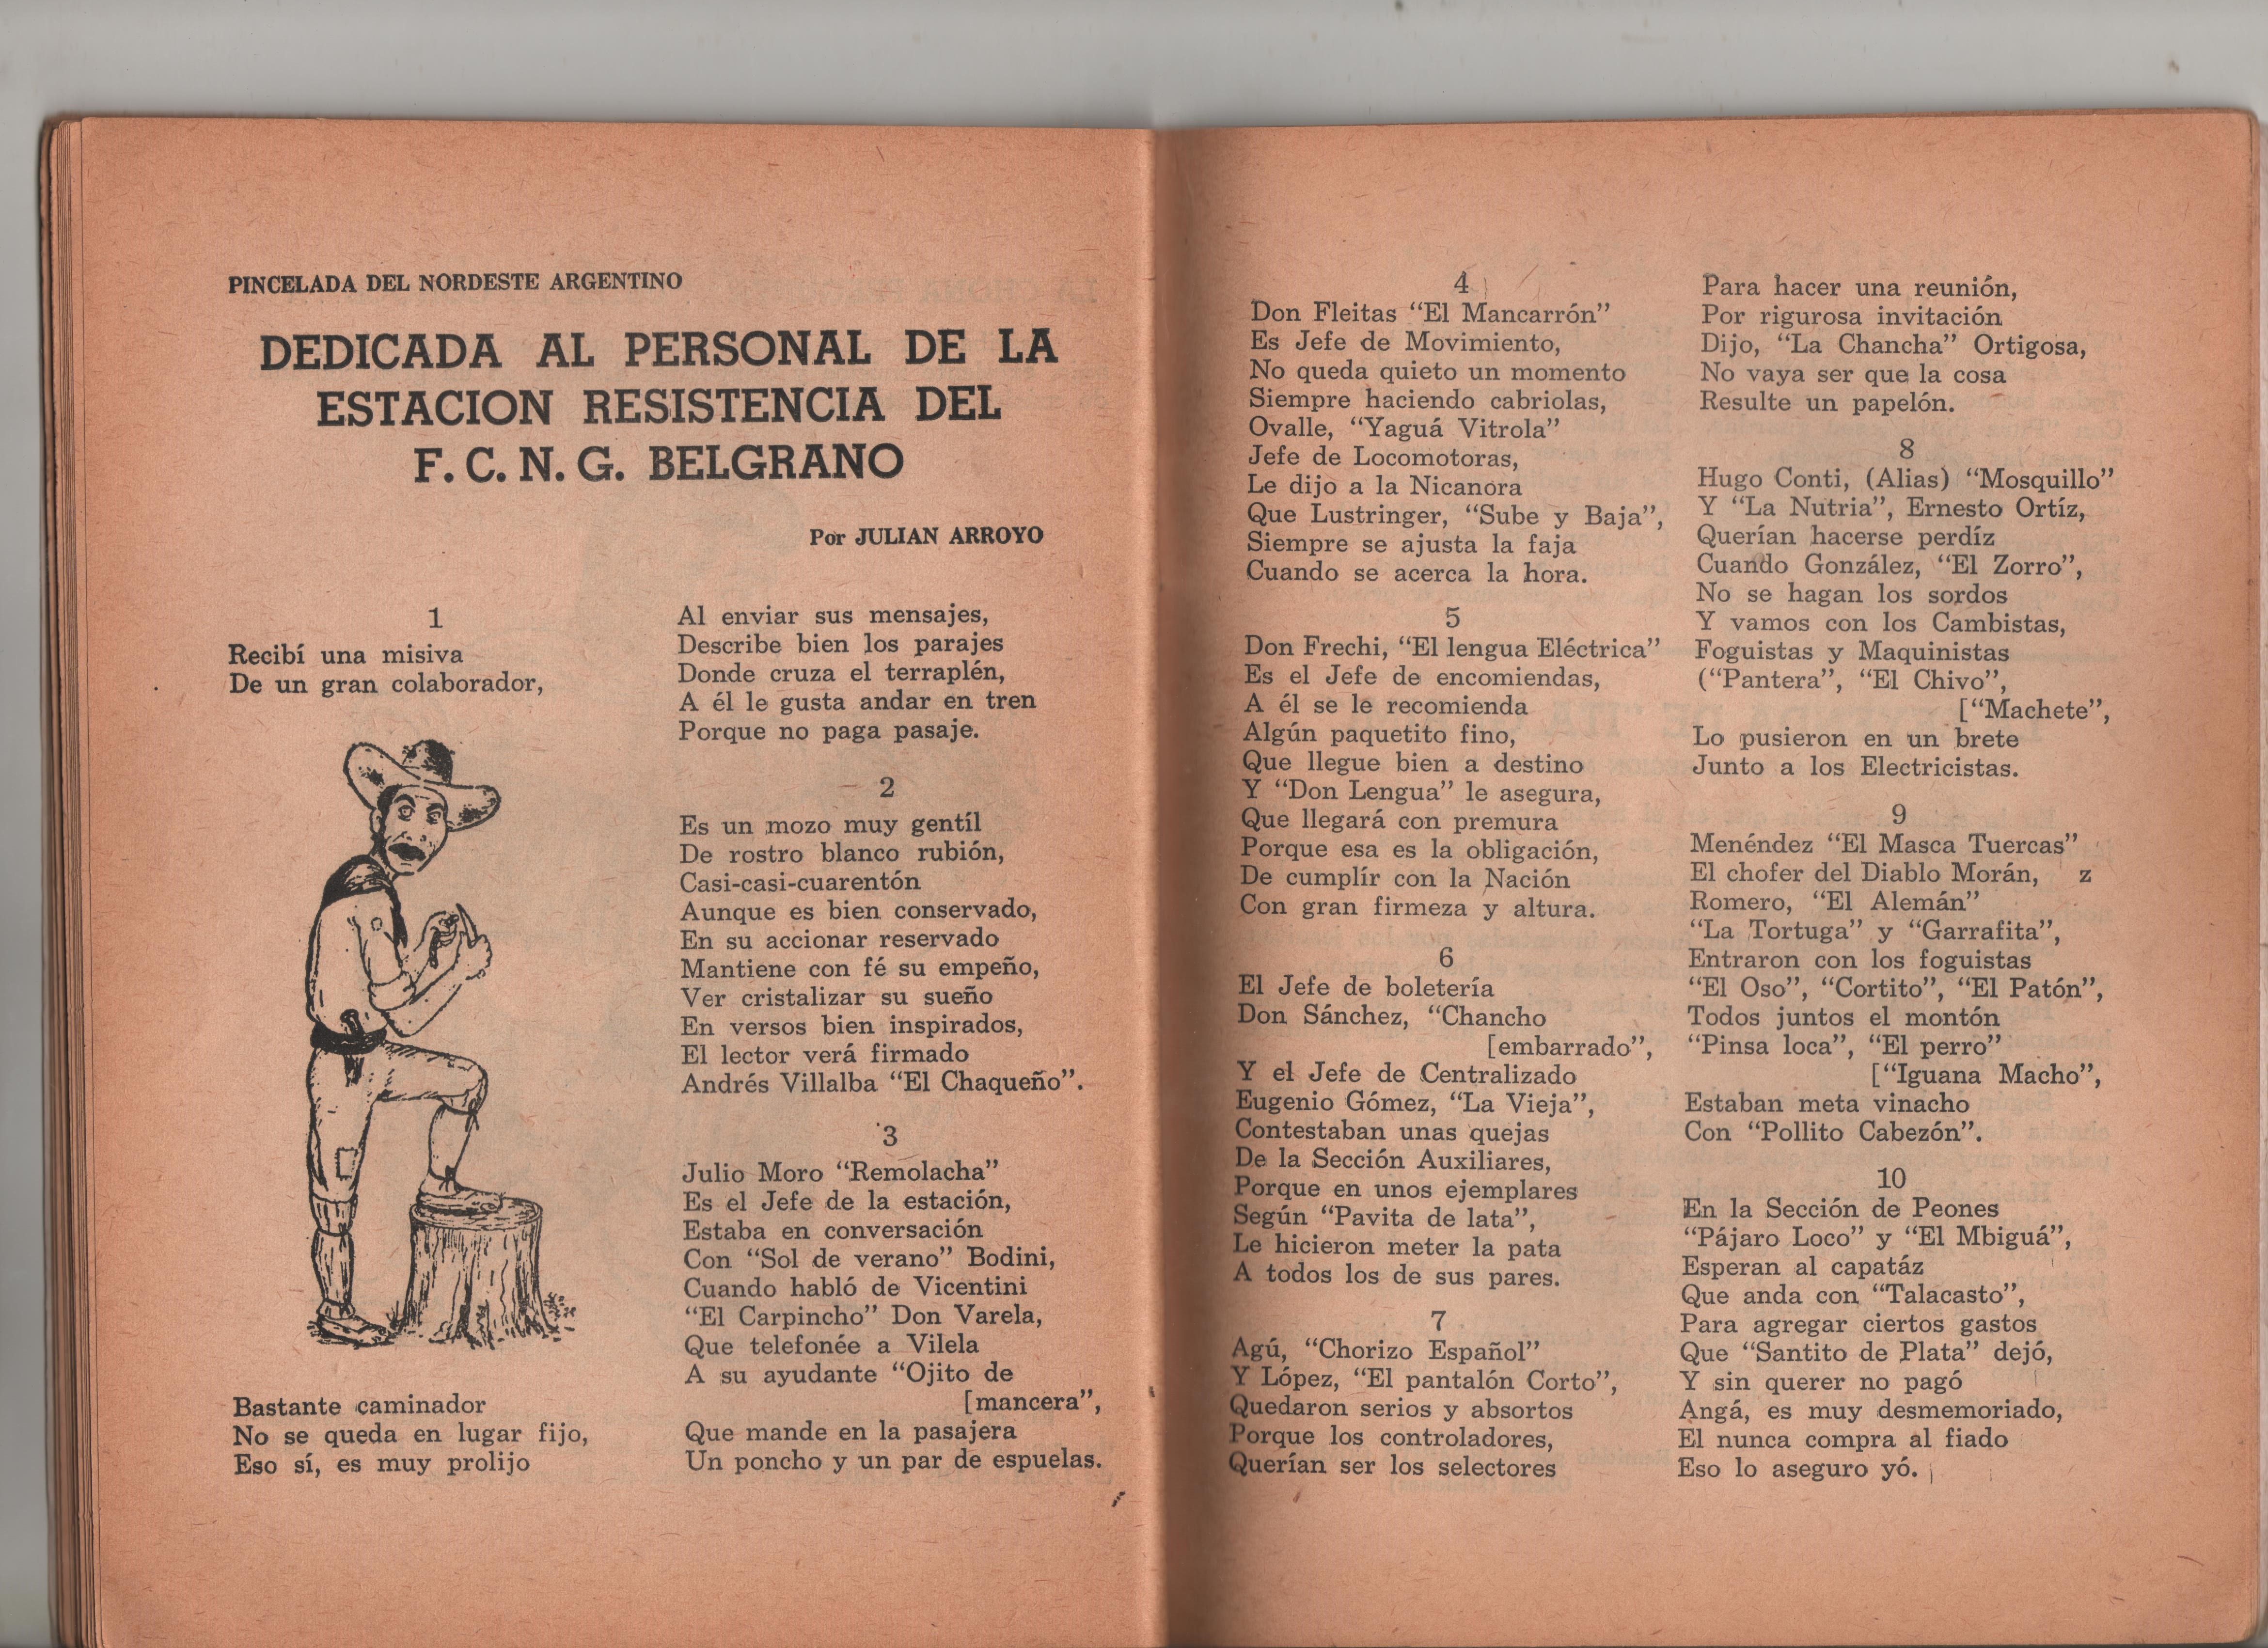 PINCELADA DEL NORDESTE ARGENTINO
DEDICADA AL PERSONAL DE LA
ESTACION RESISTENCIA DEL
F. C. N. G. BELGRANO
Por JULIAN ARROYO
1
Recibí una misiva
De un gran colaborador,
Bastante caminador
No se queda en lugar fijo,
Eso sí, es muy prolijo
Al enviar sus mensajes,
Describe bien los parajes
Donde cruza el terraplén,
A él le gusta andar en tren
Porque no paga pasaje.
2
Es un mozo muy gentíl
De rostro blanco rubión,
Casi-casi-cuarentón
Aunque es bien conservado,
En su accionar reservado
Mantiene con fé su empeño,
Ver cristalizar su sueño
En versos bien inspirados,
El lector verá firmado
Andrés Villalba "El Chaqueño".
3
Julio Moro "Remolacha"
Es el Jefe de la estación,
Estaba en conversación
Con "Sol de verano" Bodini,
Cuando habló de Vicentini
"El Carpincho" Don Varela,
Que telefonée a Vilela
A su ayudante "Ojito de
[mancera",
Que mande en la pasajera
Un poncho y un par de espuelas.
4
Don Fleitas "El Mancarrón"
Es Jefe de Movimiento,
No queda quieto un momento
Siempre haciendo cabriolas,
Ovalle, "Yaguá Vitrola"
Jefe de Locomotoras,
Le dijo a la Nicanora
Que Lustringer, "Sube y Baja",
Siempre se ajusta la faja
Cuando se acerca la hora.
5
Don Frechi, "El lengua Eléctrica"
Es el Jefe de encomiendas,
A él se le recomienda
Algún paquetito fino,
Que llegue bien a destino
Y "Don Lengua" le asegura,
Que llegará con premura
Porque esa es la obligación,
De cumplír con la Nación
Con gran firmeza y altura.
6
El Jefe de boletería
Don Sánchez, "Chancho
[embarrado",
Y el Jefe de Centralizado
Eugenio Gómez, "La Vieja",
Contestaban unas quejas
De la Sección Auxiliares,
Porque en unos ejemplares
Según "Pavita de lata",
Le hicieron meter la pata
A todos los de sus pares.
7
Agú, "Chorizo Español"
Y López, "El pantalón Corto",
Quedaron serios y absortos
Porque los controladores,
Querían ser los selectores
Para hacer una reunión,
Por rigurosa invitación
Dijo, "La Chancha" Ortigosa,
No vaya ser que la cosa
Resulte un papelón.
8
Hugo Conti, (Alias) "Mosquillo"
Y "La Nutria", Ernesto Ortíz,
Querían hacerse perdíz
Cuando González, "El Zorro",
No se hagan los sordos
Y vamos con los Cambistas,
Foguistas y Maquinistas
("Pantera", "El Chivo",
["Machete",
Lo pusieron en un brete
Junto a los Electricistas.
9
Menéndez "El Masca Tuercas"
El chofer del Diablo Morán, z
Romero, "El Alemán"
"La Tortuga" y "Garrafita",
Entraron con los foguistas
"El Oso", "Cortito", "El Patón",
Todos juntos el montón
"Pinsa loca", "El perro"
["Iguana Macho",
Estaban meta vinacho
Con "Pollito Cabezón".
10
En la Sección de Peones
"Pájaro Loco" y "El Mbiguá",
Esperan al capatáz
Que anda con "Talacasto",
Para agregar ciertos gastos
Que "Santito de Plata" dejó,
Y sin querer no pagó
Angá, es muy desmemoriado,
El nunca compra al fiado
Eso lo aseguro yó.